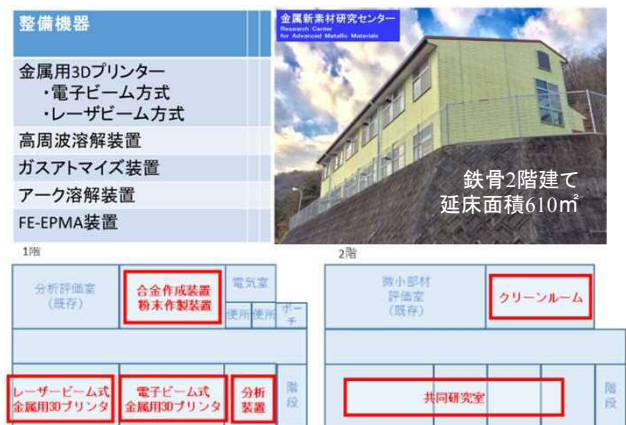 整備機器
金属用3Dプリンター
・電子ビーム方式
・レーザビーム方式
高周波溶解装置
ガスアトマイズ装置
アーク溶解装置
FE-EPMA装置
金属新素材研究センター
Research Center
for Advanced Metallic Materials
鉄骨2階建て
延床面積610㎡
1階
分析評価室
(既存)
合金作成装置
粉末作製装置
電気室
便所
便所
ポーチ
レーザービーム式
金属用3Dプリンタ
電子ビーム式
金属用3Dプリンタ
分析
装置
階段
2階
微小部材
評価室
(既存)
クリーンルーム
共同研究室
階段